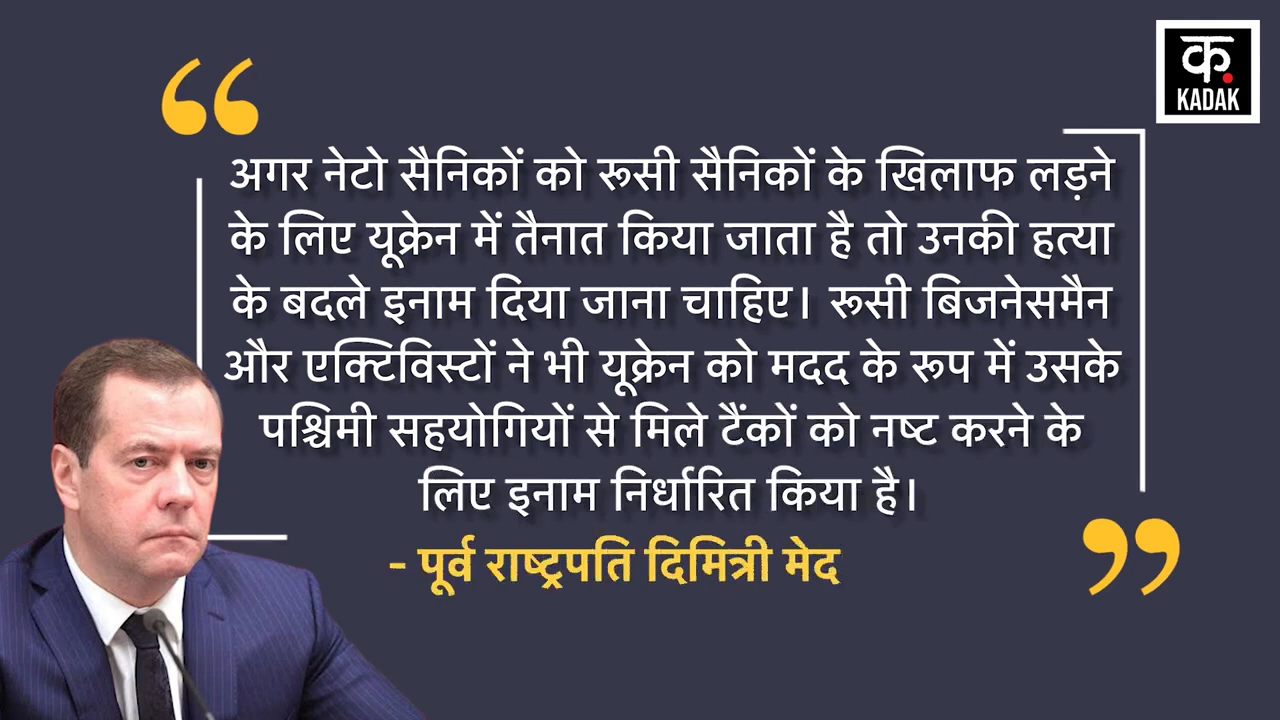 क
KADAK
“
अगर नेटो सैनिकों को रूसी सैनिकों के खिलाफ लड़ने
के लिए यूक्रेन में तैनात किया जाता है तो उनकी हत्या
के बदले इनाम दिया जाना चाहिए। रूसी बिजनेसमैन
और एक्टिविस्टों ने भी यूक्रेन को मदद के रूप में उसके
पश्चिमी सहयोगियों से मिले टैंकों को नष्ट करने के
लिए इनाम निर्धारित किया है।
”
- पूर्व राष्ट्रपति दिमित्री मेद